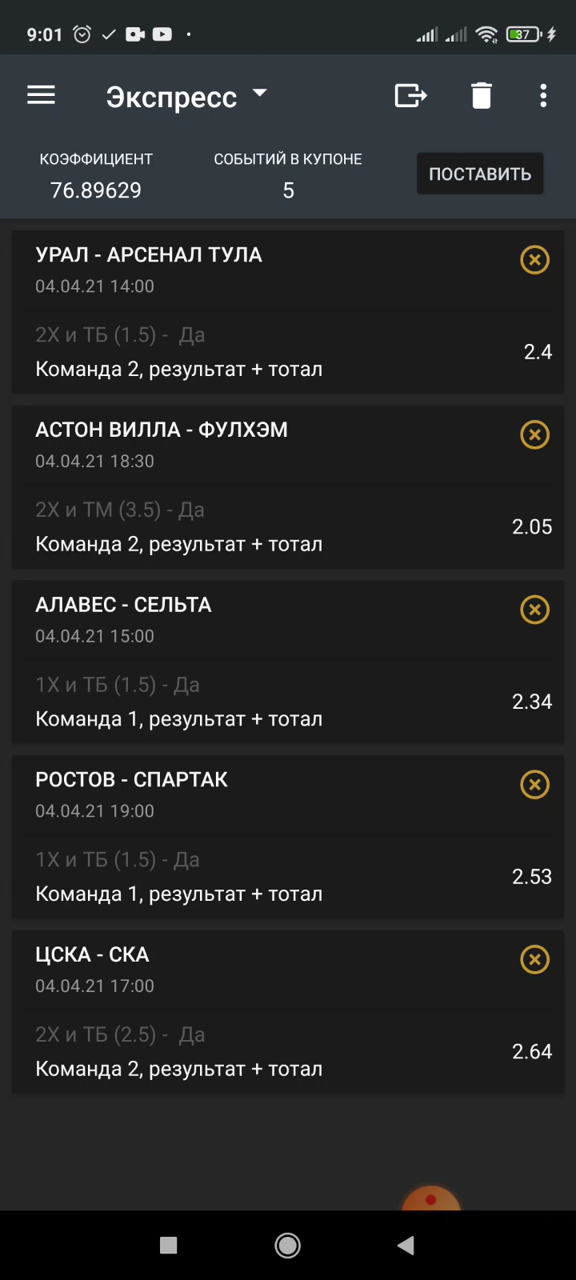 9:01
37
Экспресс
КОЭФФИЦИЕНТ
СОБЫТИЙ В КУПОНЕ
ПОСТАВИТЬ
76.89629
5
УРАЛ - АРСЕНАЛ ТУЛА
04.04.21 14:00
2X и ТБ (1.5) - Да
2.4
Команда 2, результат + тотал
АСТОН ВИЛЛА - ФУЛХЭМ
04.04.21 18:30
2X и ТМ (3.5) - Да
2.05
Команда 2, результат + тотал
АЛАВЕС - СЕЛЬТА
04.04.21 15:00
1X и ТБ (1.5) - Да
2.34
Команда 1, результат + тотал
РОСТОВ - СПАРТАК
04.04.21 19:00
1X и ТБ (1.5) - Да
2.53
Команда 1, результат + тотал
ЦСКА - СКА
04.04.21 17:00
2X и ТБ (2.5) - Да
2.64
Команда 2, результат + тотал